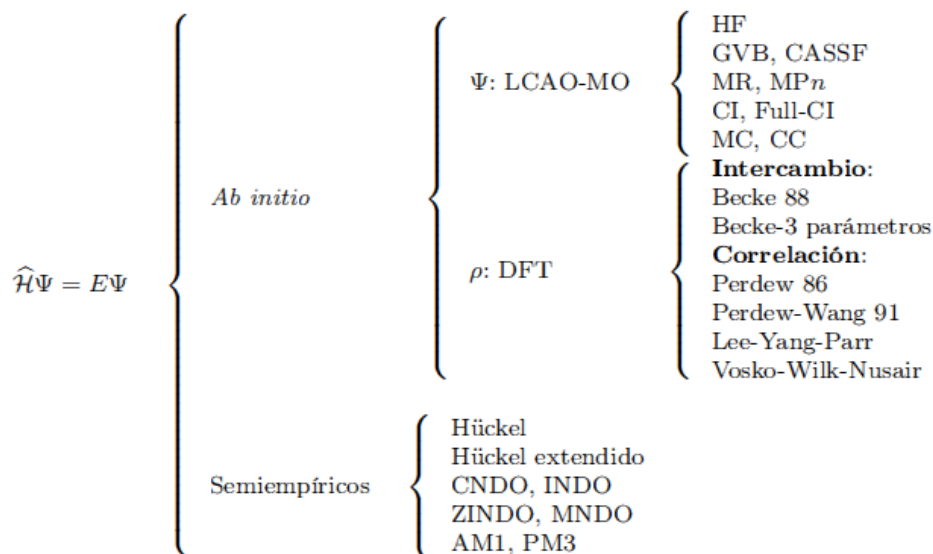 HF
GVB, CASSF
Ψ: LCAO-MO
MR, MPn
CI, Full-CI
MC, CC
Ab initio
Intercambio:
Becke 88
Becke-3 parámetros
ρ: DFT
Correlación:
Perdew 86
Perdew-Wang 91
Lee-Yang-Parr
Vosko-Wilk-Nusair
ĤΨ = EΨ
Semiempíricos
Hückel
Hückel extendido
CNDO, INDO
ZINDO, MNDO
AM1, PM3